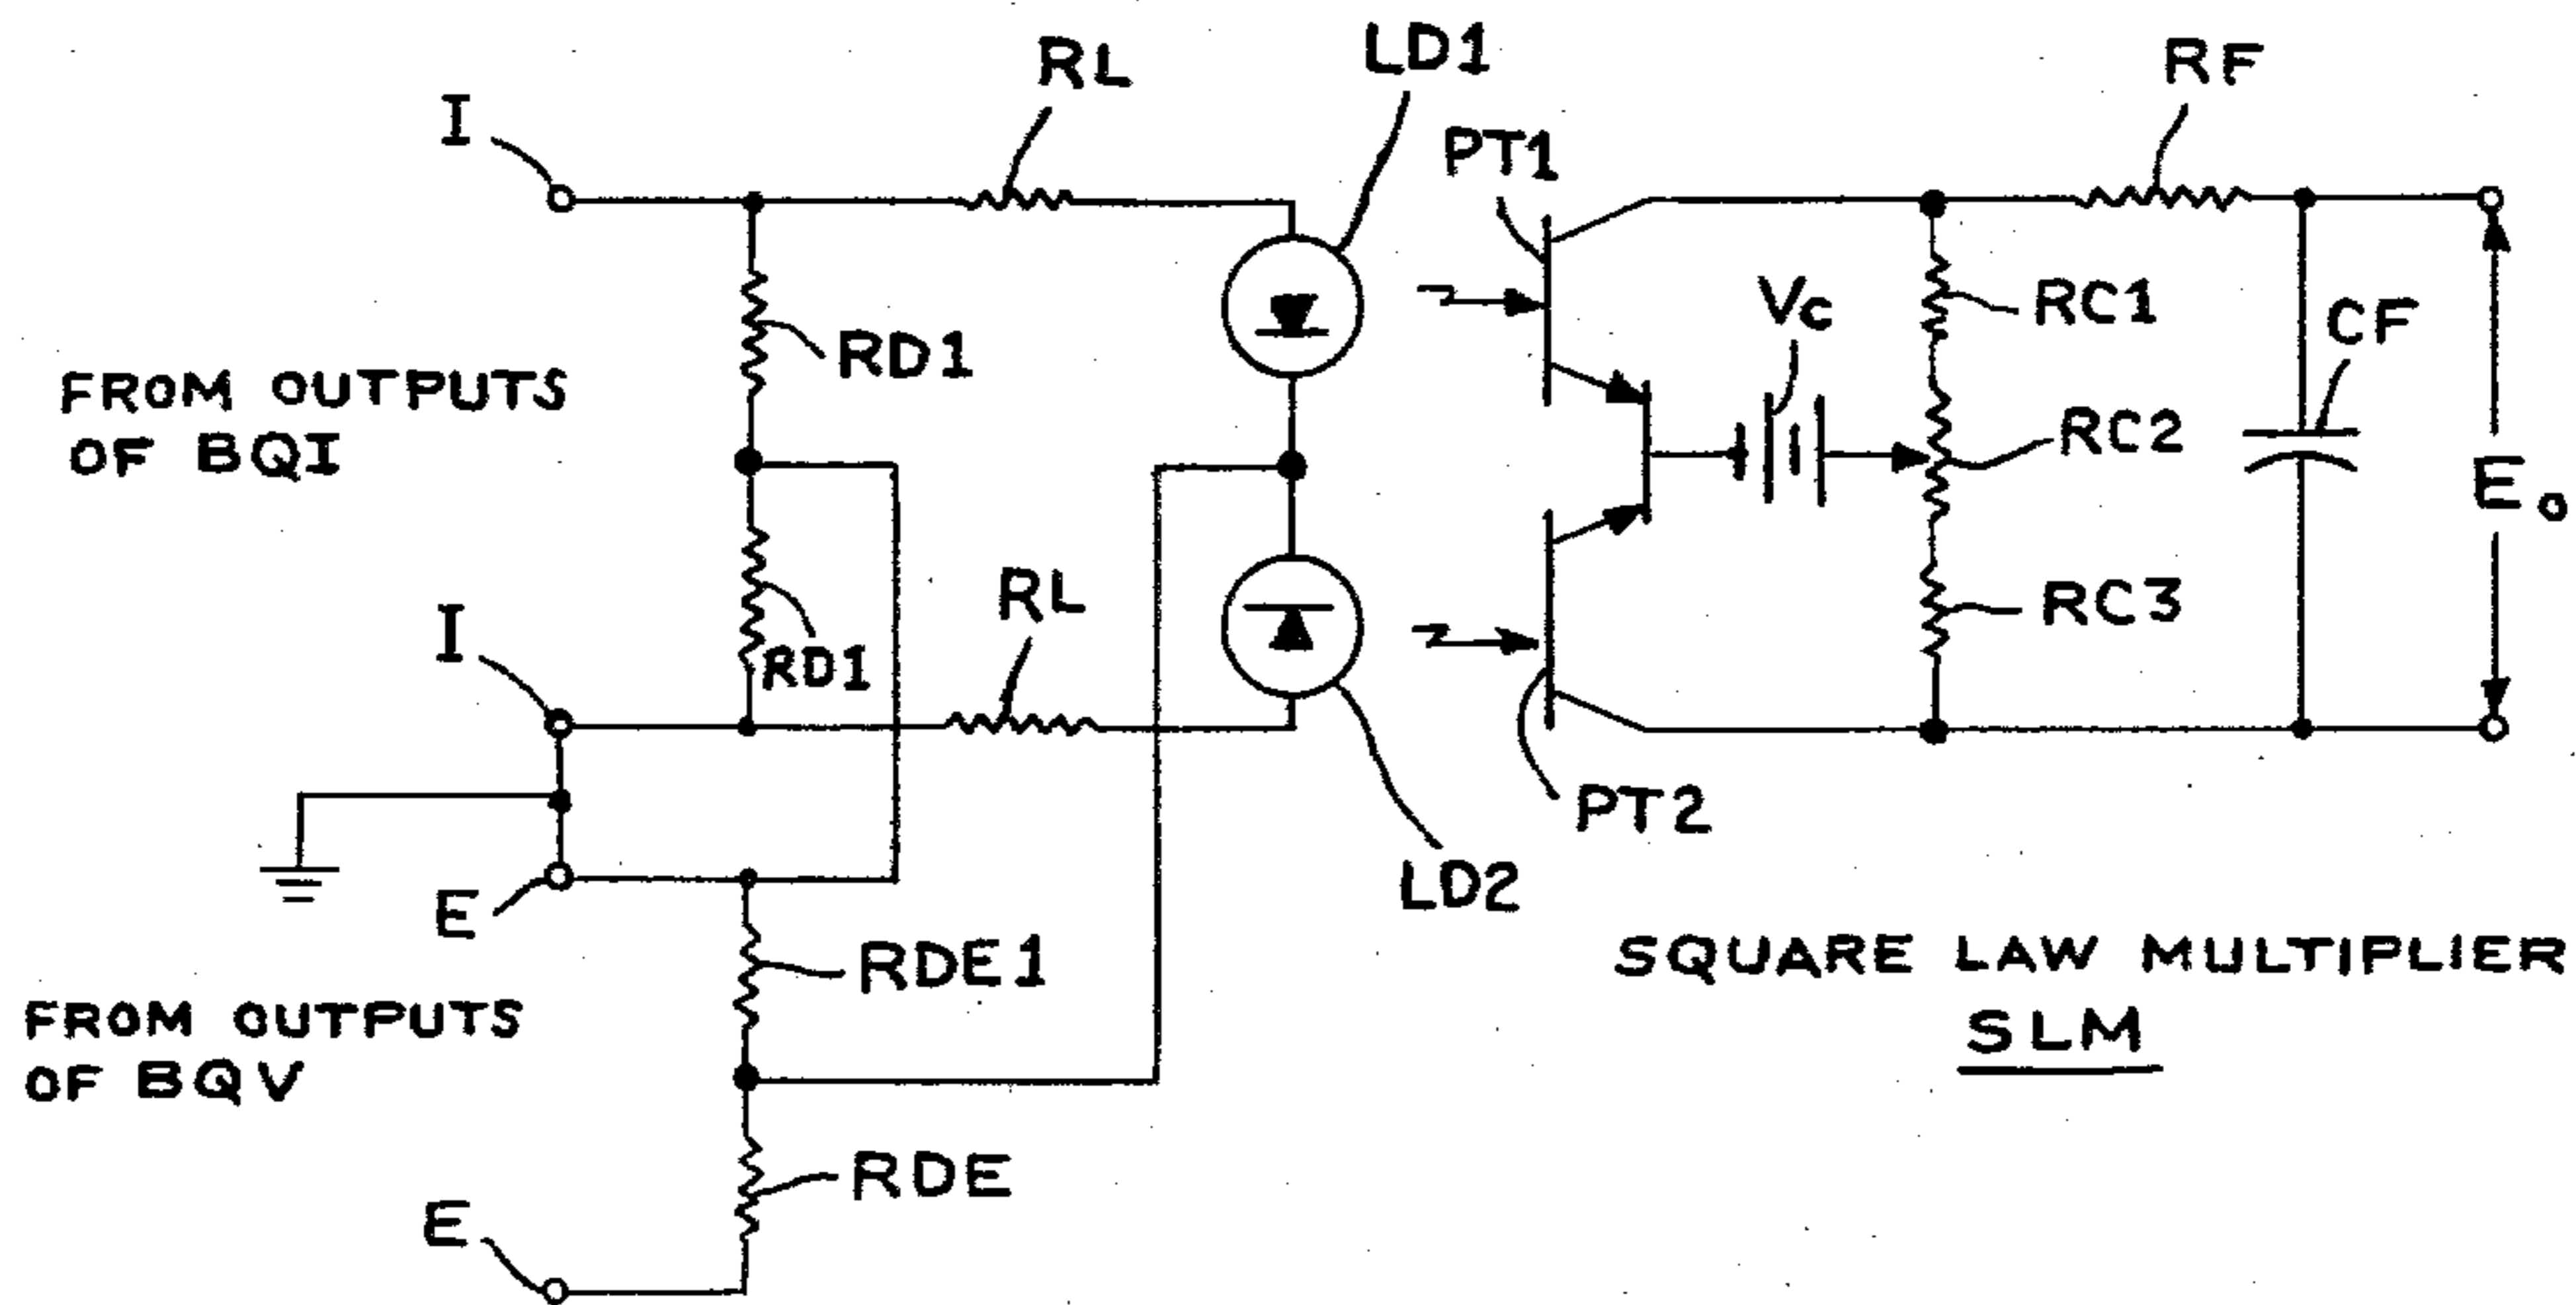 I
RL
LD1
PT1
RF
RD1
Vc
RC1
CF
FROM OUTPUTS
OF BQI
RC2
Eo
I
RL
RD1
RC3
PT2
E
LD2
RDE1
SQUARE LAW MULTIPLIER
SLM
FROM OUTPUTS
OF BQV
RDE
E